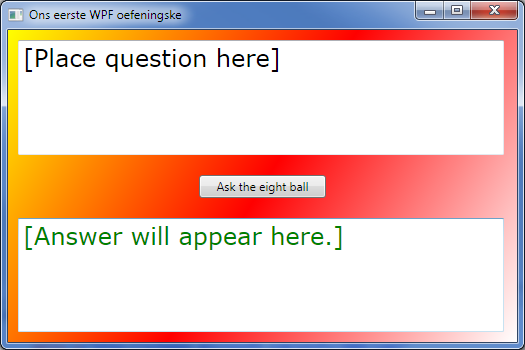 Ons eerste WPF oefeningske
[Place question here]
Ask the eight ball
[Answer will appear here.]